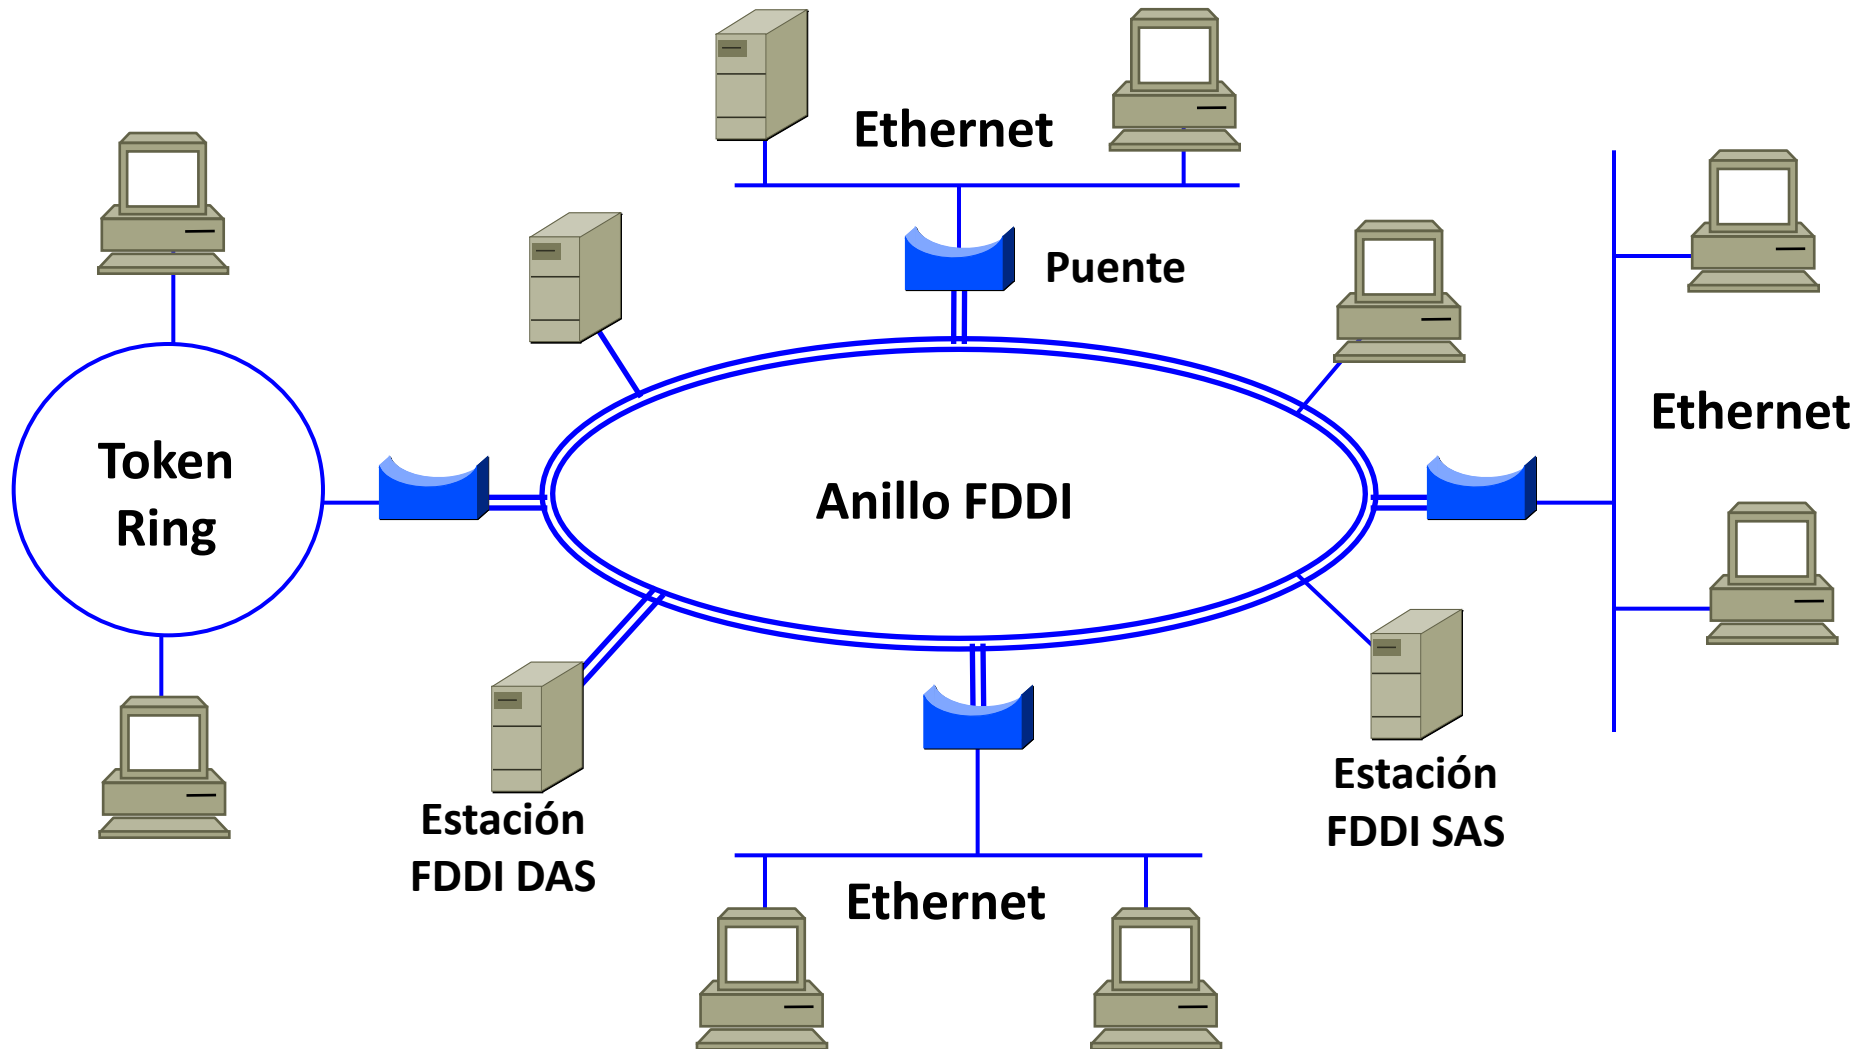 Ethernet
Puente
Ethernet
Token
Ring
Anillo FDDI
Estación
FDDI SAS
Estación
FDDI DAS
Ethernet